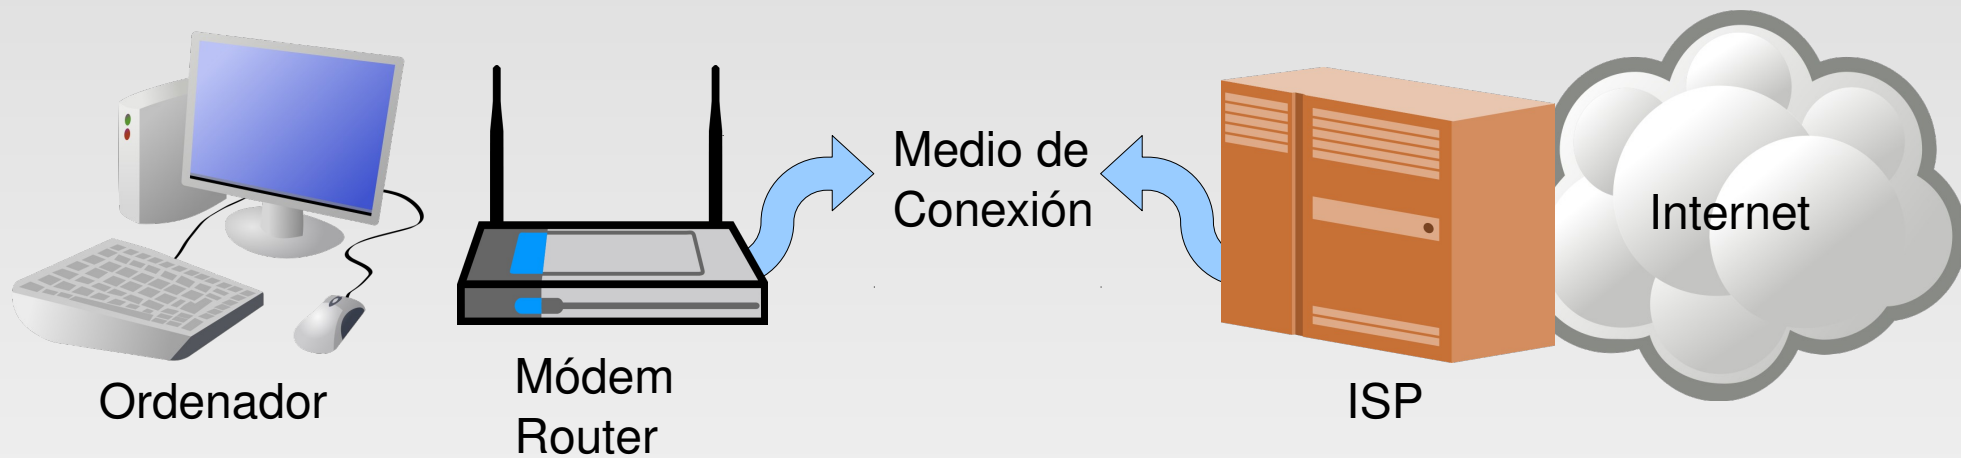 Medio de
Conexión
Internet
Ordenador
Módem
Router
ISP